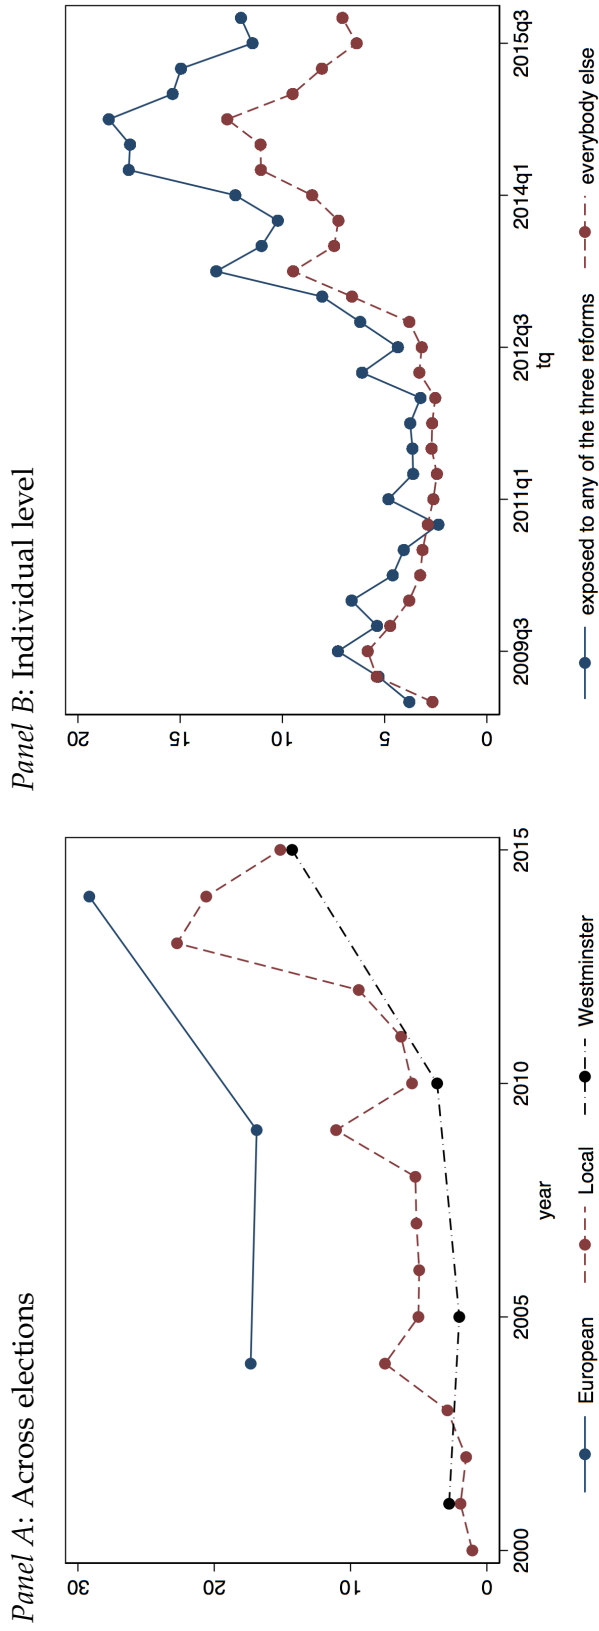 Panel A: Across elections
30
20
10
0
2000
2005
2010
2015
year
European
Local
Westminster
Panel B: Individual level
20
15
10
5
0
2009q3
2011q1
2012q3
2014q1
2015q3
tq
exposed to any of the three reforms
everybody else